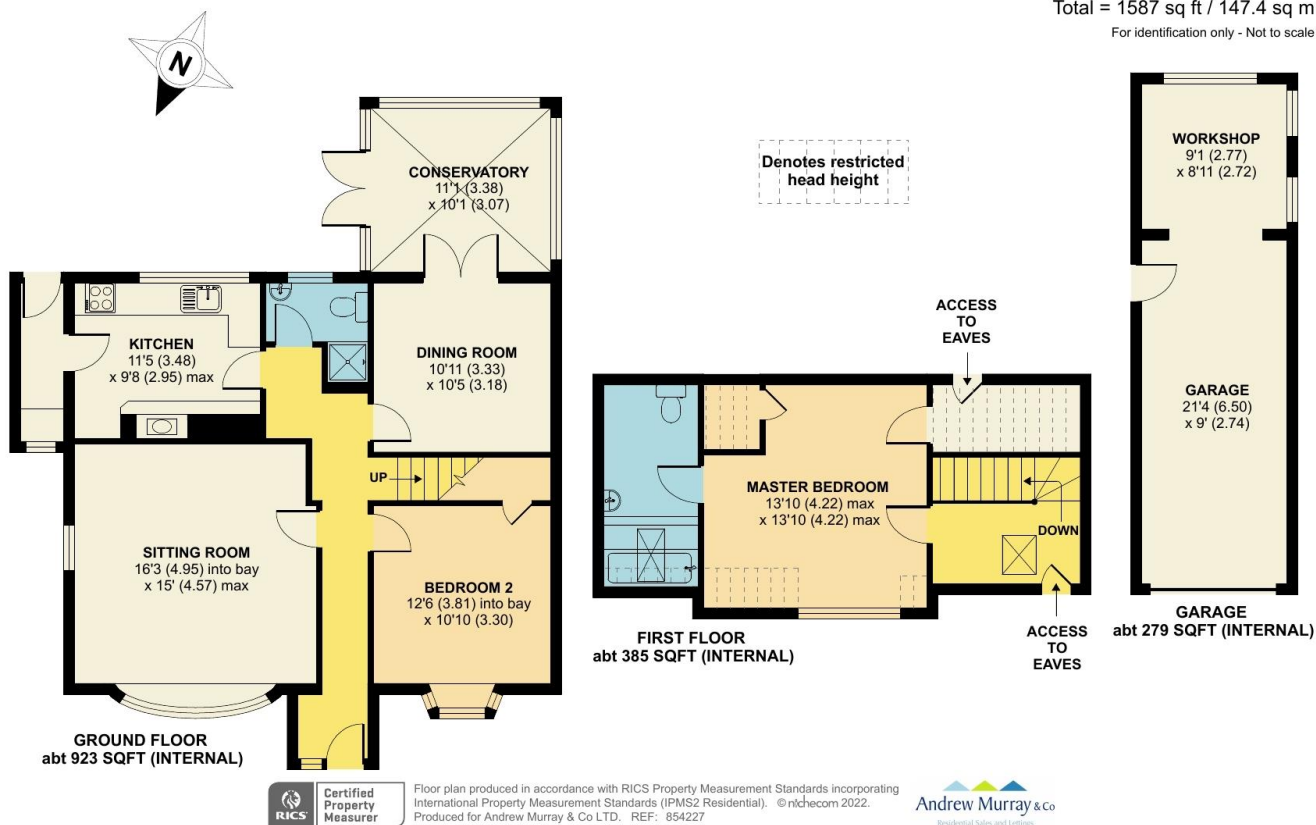 Total = 1587 sq ft / 147.4 sq m
For identification only - Not to scale
N
CONSERVATORY
11'1 (3.38)
x 10'1 (3.07)
Denotes restricted
head height
WORKSHOP
9'1 (2.77)
x 8'11 (2.72)
KITCHEN
11'5 (3.48)
x 9'8 (2.95) max
DINING ROOM
10'11 (3.33)
x 10'5 (3.18)
ACCESS
TO
EAVES
GARAGE
21'4 (6.50)
x 9' (2.74)
UP
MASTER BEDROOM
13'10 (4.22) max
x 13'10 (4.22) max
DOWN
SITTING ROOM
16'3 (4.95) into bay
x 15' (4.57) max
BEDROOM 2
12'6 (3.81) into bay
x 10'10 (3.30)
FIRST FLOOR
abt 385 SQFT (INTERNAL)
ACCESS
TO
EAVES
GARAGE
abt 279 SQFT (INTERNAL)
GROUND FLOOR
abt 923 SQFT (INTERNAL)
RICS
Certified
Property
Measurer
Floor plan produced in accordance with RICS Property Measurement Standards incorporating
International Property Measurement Standards (IPMS2 Residential). © nichecom 2022.
Produced for Andrew Murray & Co LTD. REF: 854227
Andrew Murray & Co
Residential Sales and Lettings